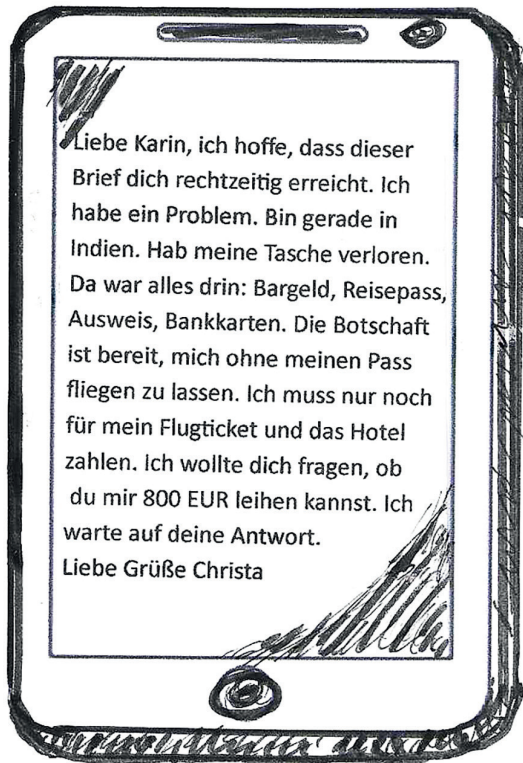 Liebe Karin, ich hoffe, dass dieser
Brief dich rechtzeitig erreicht. Ich
habe ein Problem. Bin gerade in
Indien. Hab meine Tasche verloren.
Da war alles drin: Bargeld, Reisepass,
Ausweis, Bankkarten. Die Botschaft
ist bereit, mich ohne meinen Pass
fliegen zu lassen. Ich muss nur noch
für mein Flugticket und das Hotel
zahlen. Ich wollte dich fragen, ob
du mir 800 EUR leihen kannst. Ich
warte auf deine Antwort.
Liebe Grüße Christa